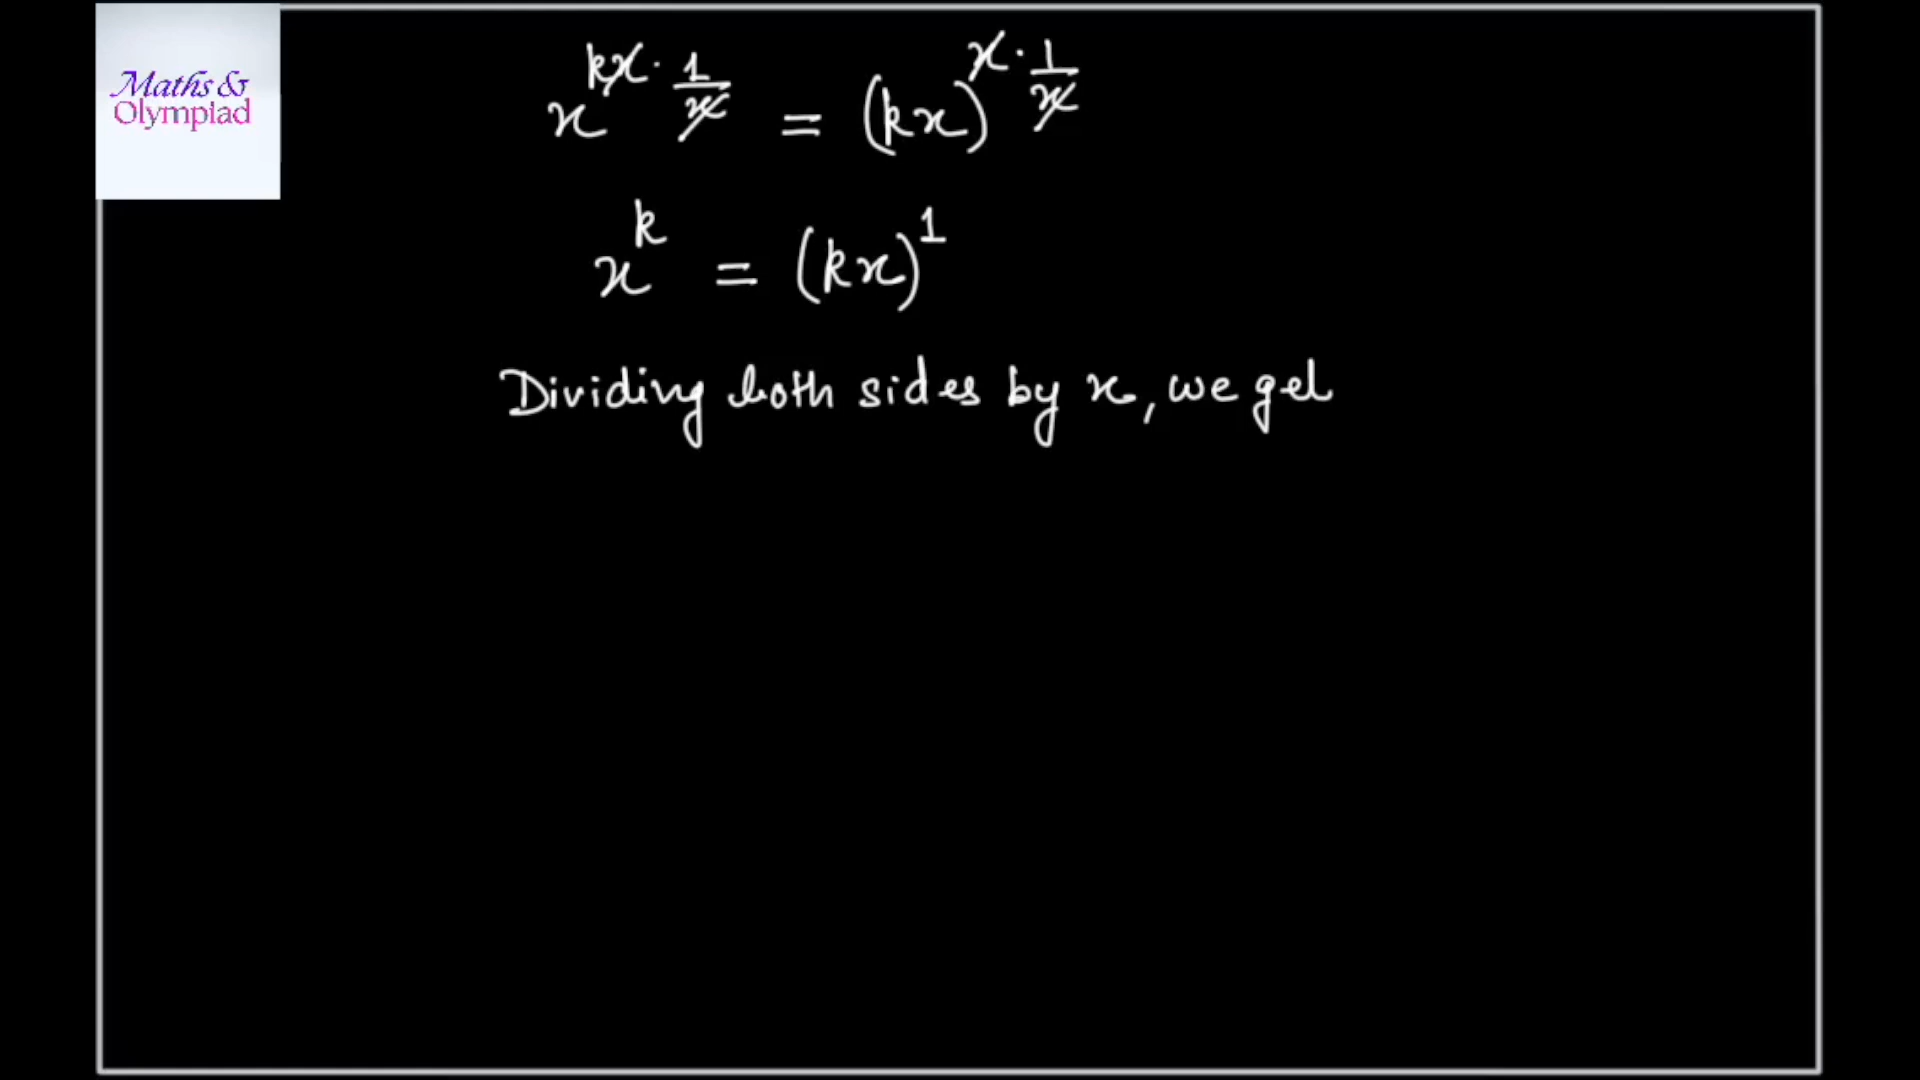 Maths &
Olympiad
x^{kx · 1/x} = (kx)^{x · 1/x}
x^k = (kx)^1
Dividing both sides by x, we get